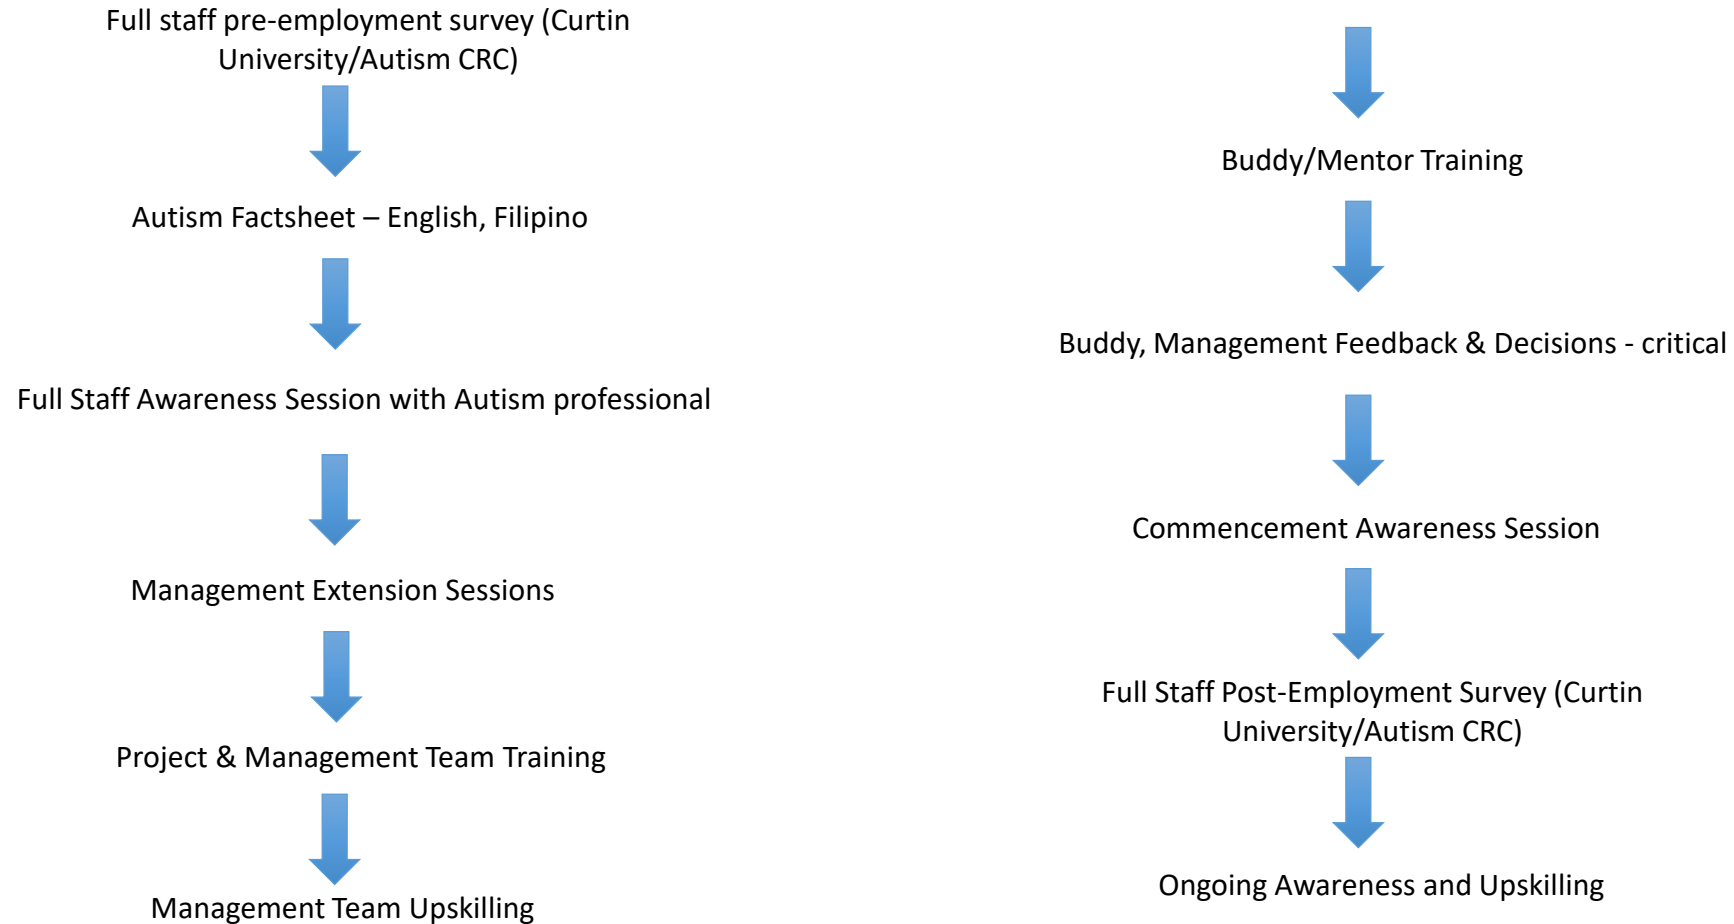 Full staff pre-employment survey (Curtin
University/Autism CRC)
Autism Factsheet – English, Filipino
Full Staff Awareness Session with Autism professional
Management Extension Sessions
Project & Management Team Training
Management Team Upskilling
Buddy/Mentor Training
Buddy, Management Feedback & Decisions - critical
Commencement Awareness Session
Full Staff Post-Employment Survey (Curtin
University/Autism CRC)
Ongoing Awareness and Upskilling